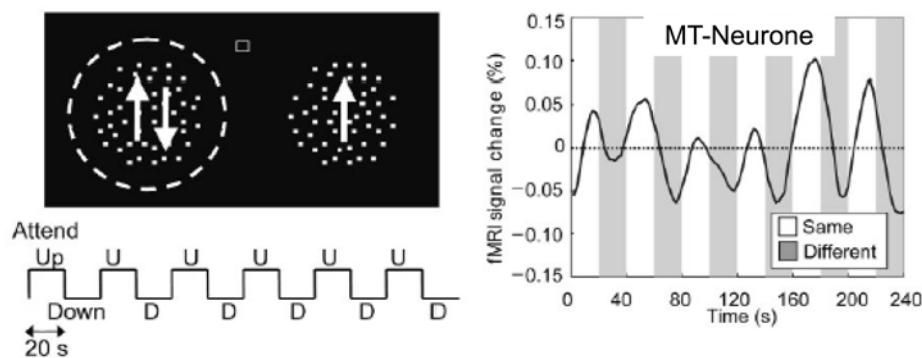 Attend
Up U U U U U
Down D D D D D
20 s
MT-Neurone
fMRI signal change (%)
0.15
0.10
0.05
0
−0.05
−0.10
−0.15
Same
Different
0 40 80 120 160 200 240
Time (s)